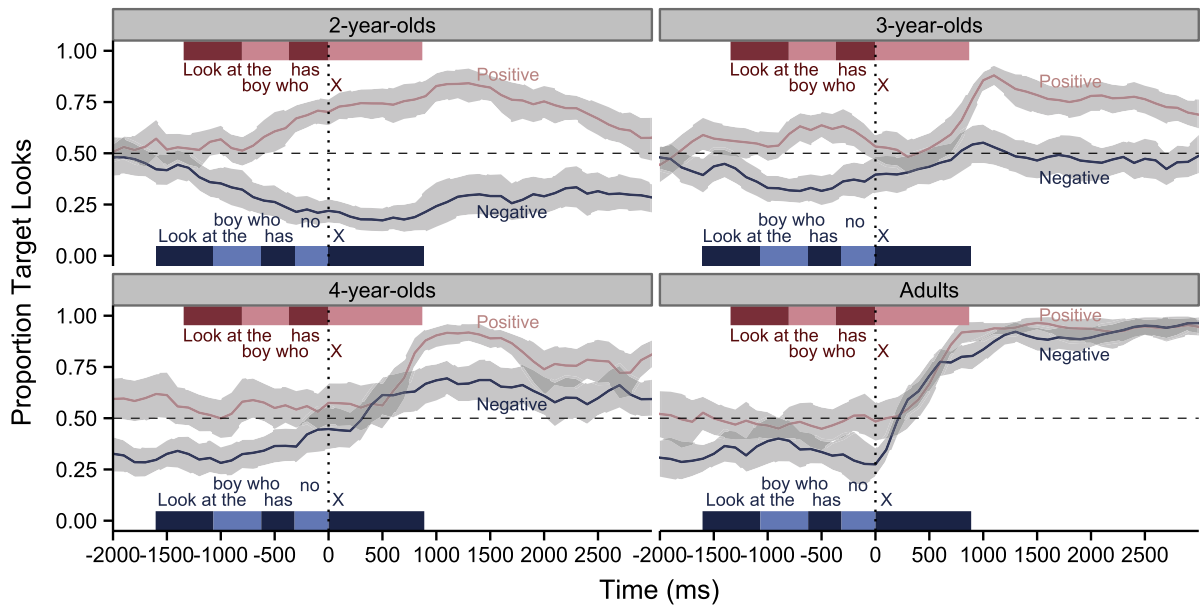 2-year-olds
3-year-olds
1.00
0.75
0.50
0.25
0.00
Look at the has
boy who X
Positive
Negative
boy who no
Look at the has X
Look at the has
boy who X
Positive
Negative
boy who no
Look at the has X
4-year-olds
Adults
1.00
0.75
0.50
0.25
0.00
Look at the has
boy who X
Positive
Negative
boy who no
Look at the has X
Look at the has
boy who X
Positive
Negative
boy who no
Look at the has X
-2000 -1500 -1000 -500 0 500 1000 1500 2000 2500
-2000 -1500 -1000 -500 0 500 1000 1500 2000 2500
Time (ms)
Proportion Target Looks